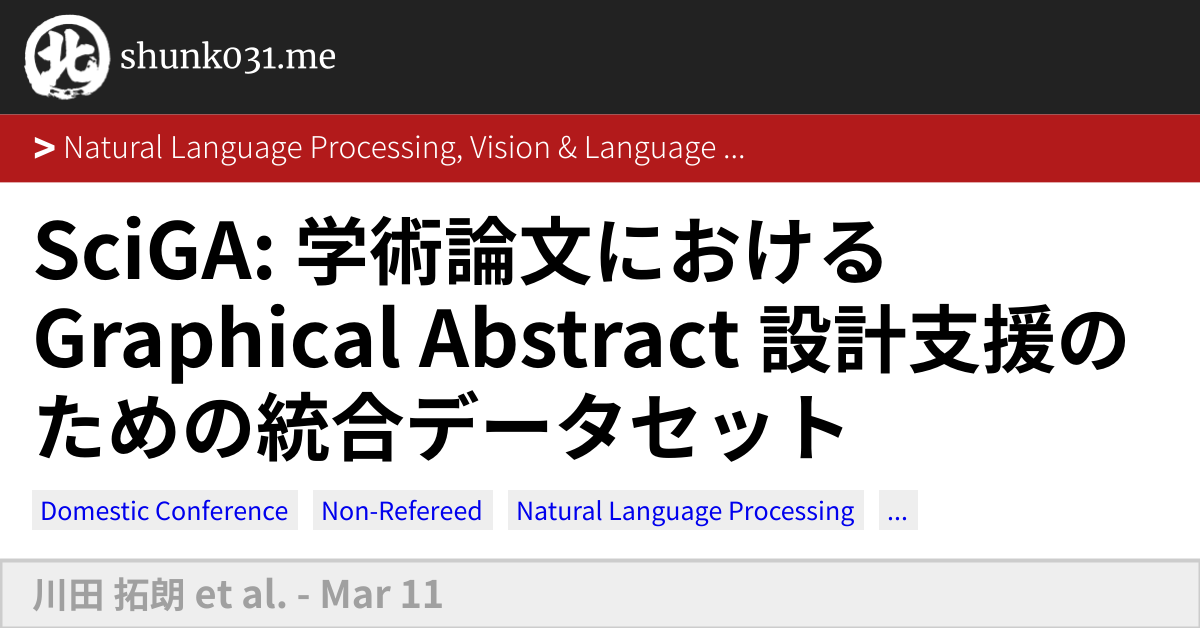 北
shunk031.me
> Natural Language Processing, Vision & Language ...
SciGA: 学術論文における
Graphical Abstract 設計支援の
ための統合データセット
Domestic Conference Non-Refereed Natural Language Processing ...
川田 拓朗 et al. - Mar 11